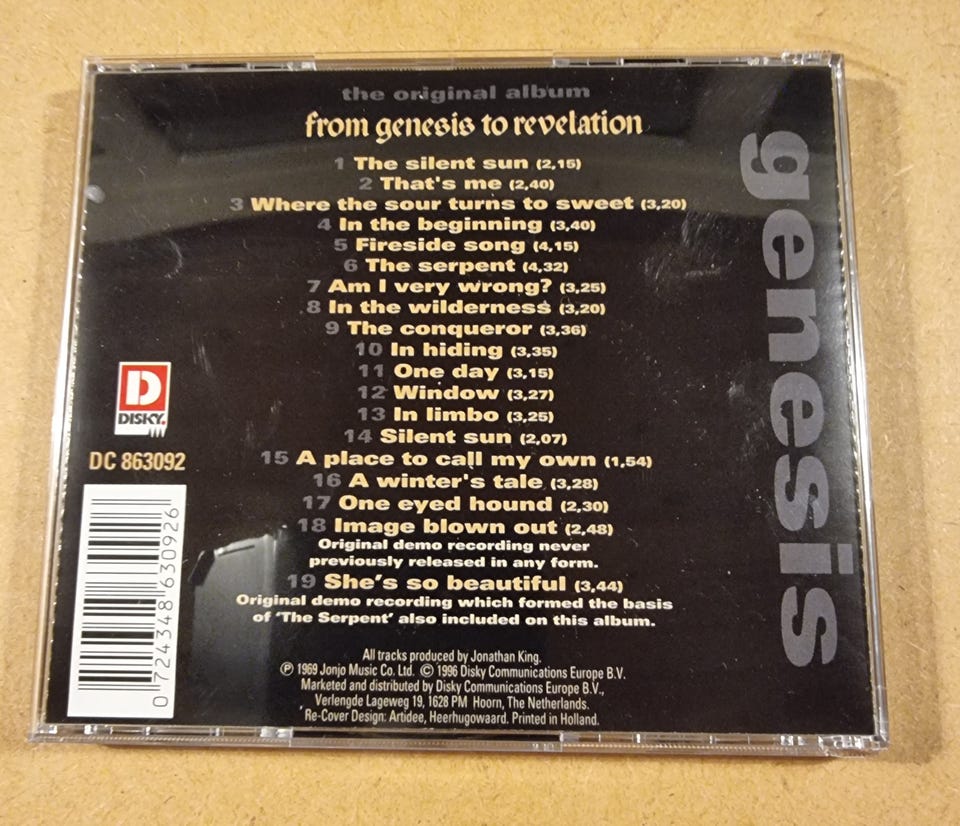 the original album
from genesis to revelation
1 The silent sun (2,15)
2 That's me (2,40)
3 Where the sour turns to sweet (3,20)
4 In the beginning (3,40)
5 Fireside song (4,15)
6 The serpent (4,32)
7 Am I very wrong? (3,25)
8 In the wilderness (3,20)
9 The conqueror (3,36)
10 In hiding (3,35)
11 One day (3,15)
12 Window (3,27)
13 In limbo (3,25)
14 Silent sun (2,07)
15 A place to call my own (1,54)
16 A winter's tale (3,28)
17 One eyed hound (2,30)
18 Image blown out (2,48)
Original demo recording never
previously released in any form.
19 She's so beautiful (3,44)
Original demo recording which formed the basis
of 'The Serpent' also included on this album.
All tracks produced by Jonathan King.
℗ 1969 Jonjo Music Co. Ltd. © 1996 Disky Communications Europe B.V.
Marketed and distributed by Disky Communications Europe B.V.,
Verlengde Lageweg 19, 1628 PM Hoorn, The Netherlands.
Re-Cover Design: Artidee, Heerhugowaard. Printed in Holland.
genesis
D
DISKY.
DC 863092
0 724348 630926